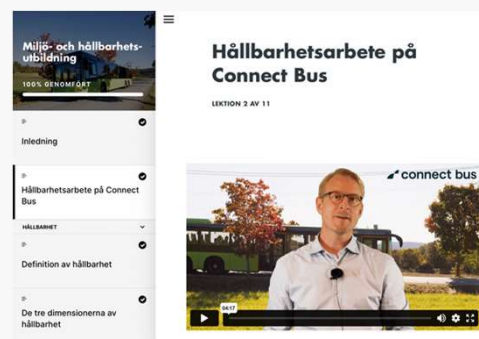 Miljö- och hållbarhets-
utbildning
100% GENOMFÖRT
Inledning
Hållbarhetsarbete på Connect
Bus
HÅLLBARHET
Definition av hållbarhet
De tre dimensionerna av
hållbarhet
Hållbarhetsarbete på
Connect Bus
LEKTION 2 AV 11
connect bus
04:17